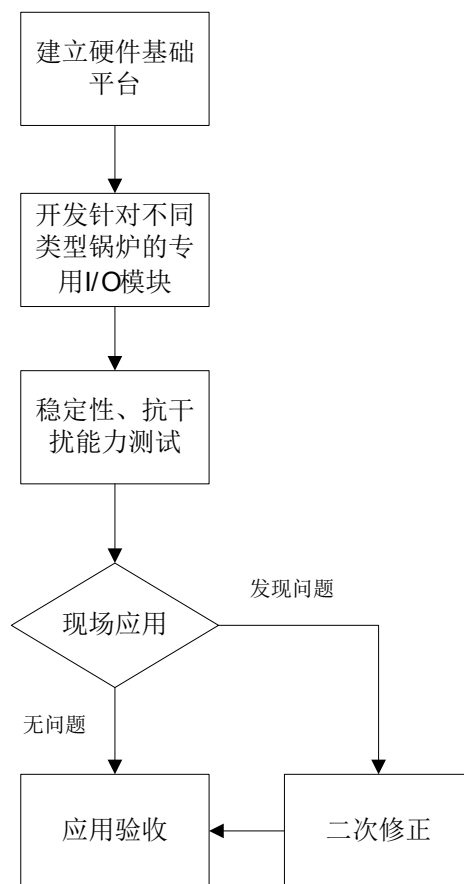 建立硬件基础
平台
开发针对不同
类型锅炉的专
用I/O模块
稳定性、抗干
扰能力测试
现场应用
发现问题
无问题
应用验收
二次修正